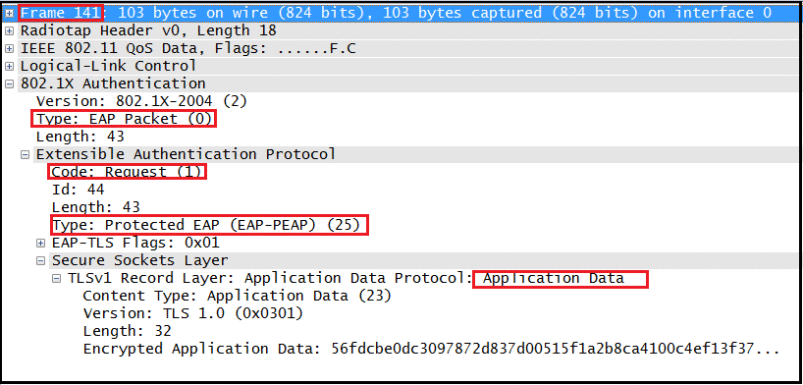 Frame 141: 103 bytes on wire (824 bits), 103 bytes captured (824 bits) on interface 0
Radiotap Header v0, Length 18
IEEE 802.11 QoS Data, Flags: ......F.C
Logical-Link Control
802.1X Authentication
Version: 802.1X-2004 (2)
Type: EAP Packet (0)
Length: 43
Extensible Authentication Protocol
Code: Request (1)
Id: 44
Length: 43
Type: Protected EAP (EAP-PEAP) (25)
EAP-TLS Flags: 0x01
Secure Sockets Layer
TLSv1 Record Layer: Application Data Protocol: Application Data
Content Type: Application Data (23)
Version: TLS 1.0 (0x0301)
Length: 32
Encrypted Application Data: 56fdcbe0dc3097872d837d00515f1a2b8ca4100c4ef13f37...